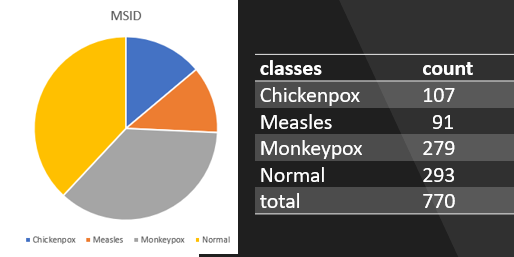 MSID
Chickenpox Measles Monkeypox Normal
classes count
Chickenpox 107
Measles 91
Monkeypox 279
Normal 293
total 770